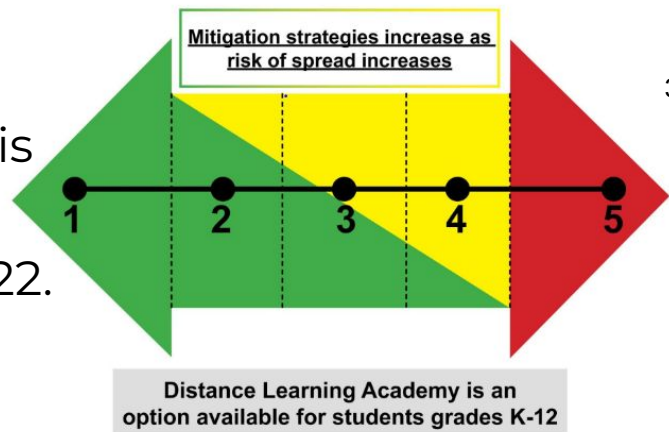 Mitigation strategies increase as
risk of spread increases
is
1 2 3 4 5
22.
Distance Learning Academy is an
option available for students grades K-12